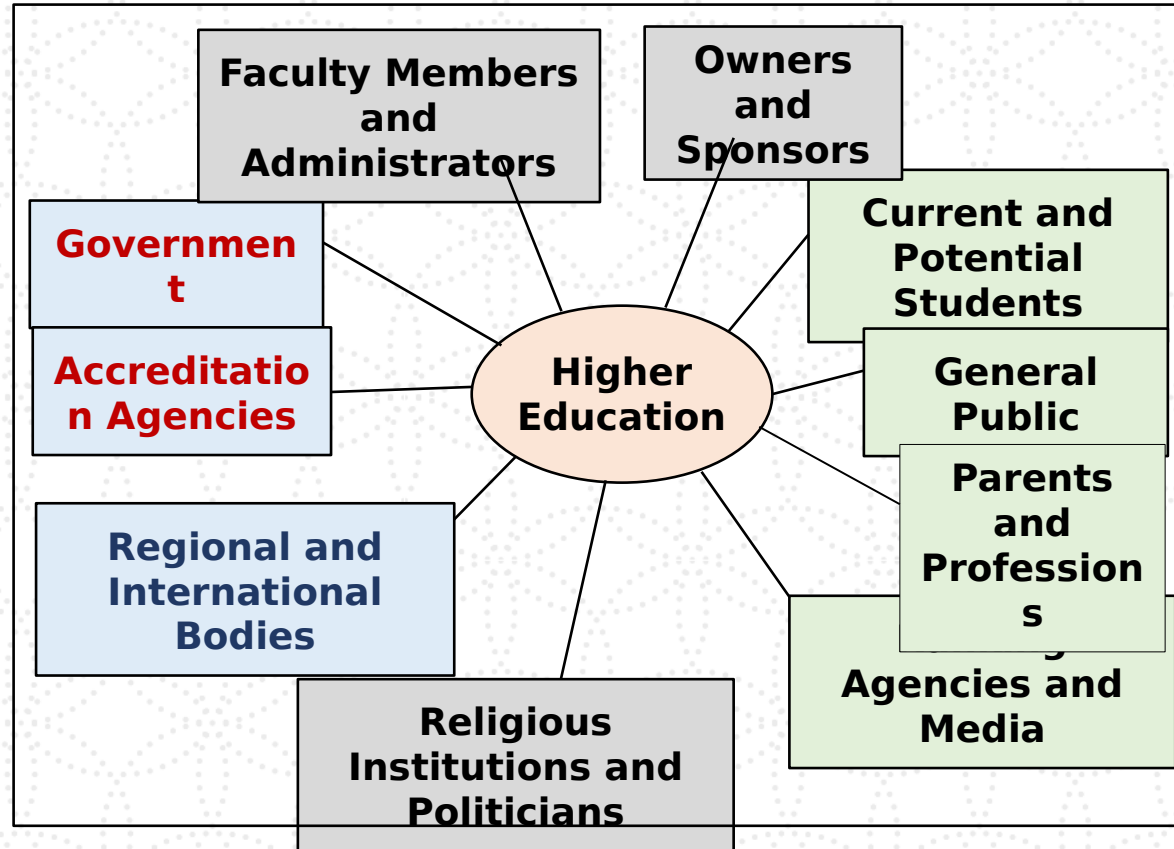 Faculty Members
and
Administrators
Owners
and
Sponsors
Governmen
t
Current and
Potential
Students
Accreditatio
n Agencies
Higher
Education
General
Public
Parents
and
Profession
s
Regional and
International
Bodies
Agencies and
Media
Religious
Institutions and
Politicians